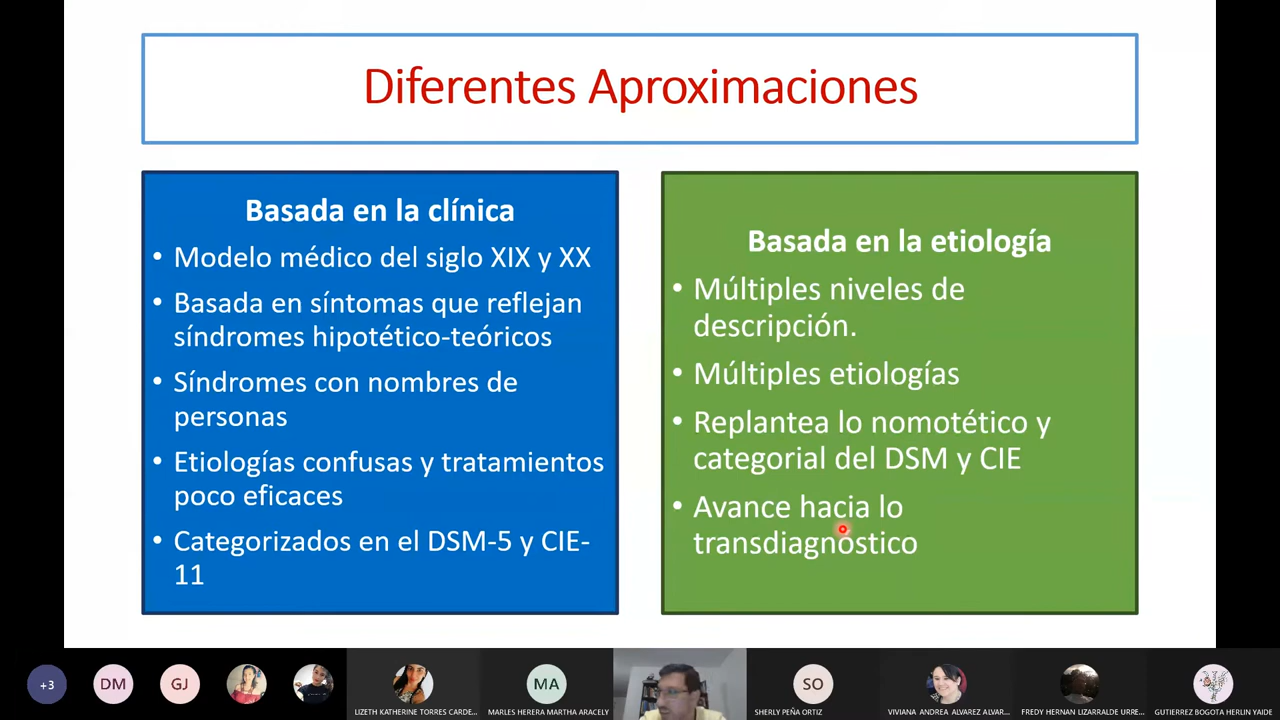 Diferentes Aproximaciones
Basada en la clínica
• Modelo médico del siglo XIX y XX
• Basada en síntomas que reflejan
síndromes hipotético-teóricos
• Síndromes con nombres de
personas
• Etiologías confusas y tratamientos
poco eficaces
• Categorizados en el DSM-5 y CIE-
11
Basada en la etiología
• Múltiples niveles de
descripción.
• Múltiples etiologías
• Replantea lo nomotético y
categorial del DSM y CIE
• Avance hacia lo
transdiagnóstico
+3
DM
GJ
LIZETH KATHERINE TORRES CARDE...
MA
MARLES HERERA MARTHA ARACELY
SO
SHERLY PEÑA ORTIZ
VIVIANA ANDREA ALVAREZ ALVAR...
FREDY HERNAN LIZARRALDE URRE...
GUTIERREZ BOGOTA HERLIN YAIDE